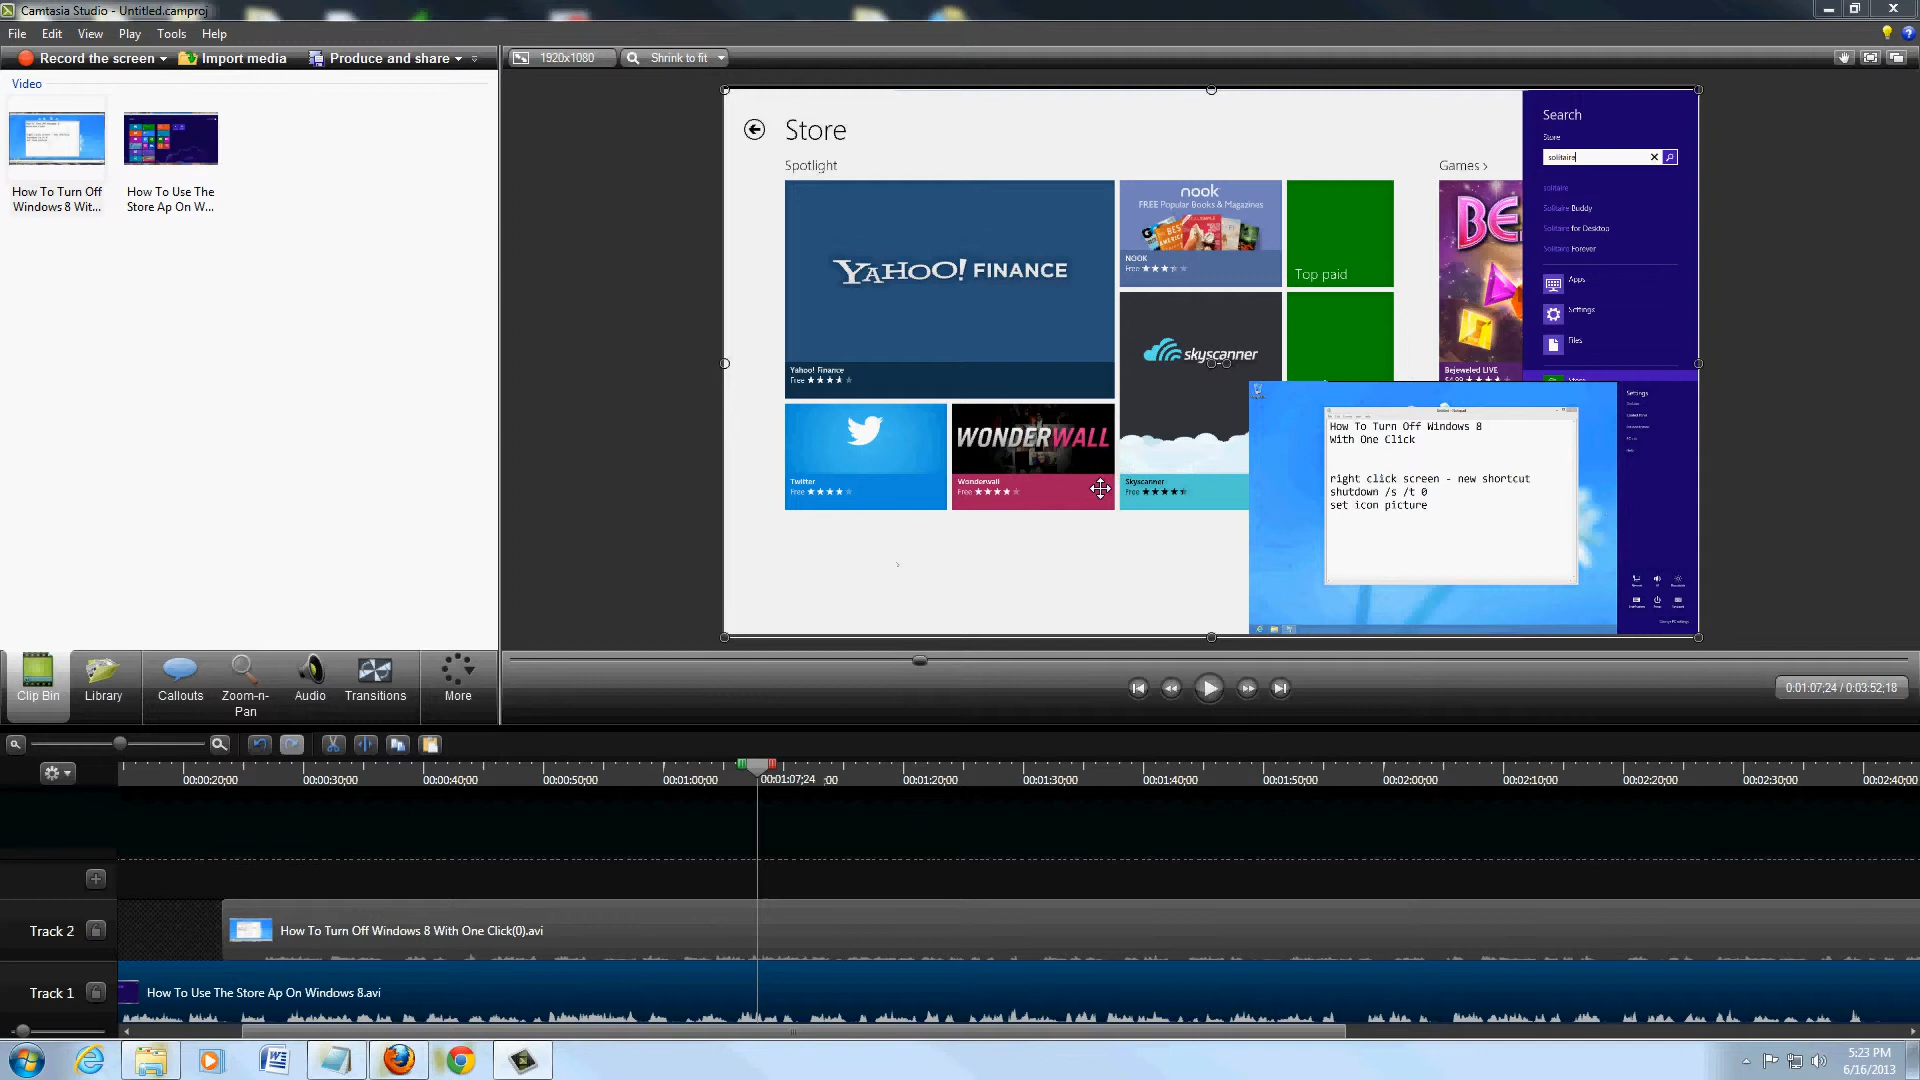 Camtasia Studio - Untitled.camproj
File Edit View Play Tools Help
Record the screen Import media Produce and share
1920x1080 Shrink to fit
Video
How To Turn Off
Windows 8 Wit...
How To Use The
Store Ap On W...
Store
Spotlight
Games
YAHOO! FINANCE
Yahoo! Finance
Free
nook
FREE Popular Books & Magazines
NOOK
Free
Top paid
skyscanner
Skyscanner
Free
Twitter
Free
WONDERWALL
Wonderwall
Free
BE
Bejeweled LIVE
$4.99
Search
Store
solitaire
solitaire
Solitaire Buddy
Solitaire for Desktop
Solitaire Forever
Apps
Settings
Files
Store
How To Turn Off Windows 8
With One Click
right click screen - new shortcut
shutdown /s /t 0
set icon picture
Settings
Clip Bin Library Callouts Zoom-n-Pan Audio Transitions More
0:01:07;24 / 0:03:52;18
00:00:20;00 00:00:30;00 00:00:40;00 00:00:50;00 00:01:00;00 00:01:07;24 ;00 00:01:20;00 00:01:30;00 00:01:40;00 00:01:50;00 00:02:00;00 00:02:10;00 00:02:20;00 00:02:30;00 00:02:40;00
Track 2 How To Turn Off Windows 8 With One Click(0).avi
Track 1 How To Use The Store Ap On Windows 8.avi
5:23 PM
6/16/2013